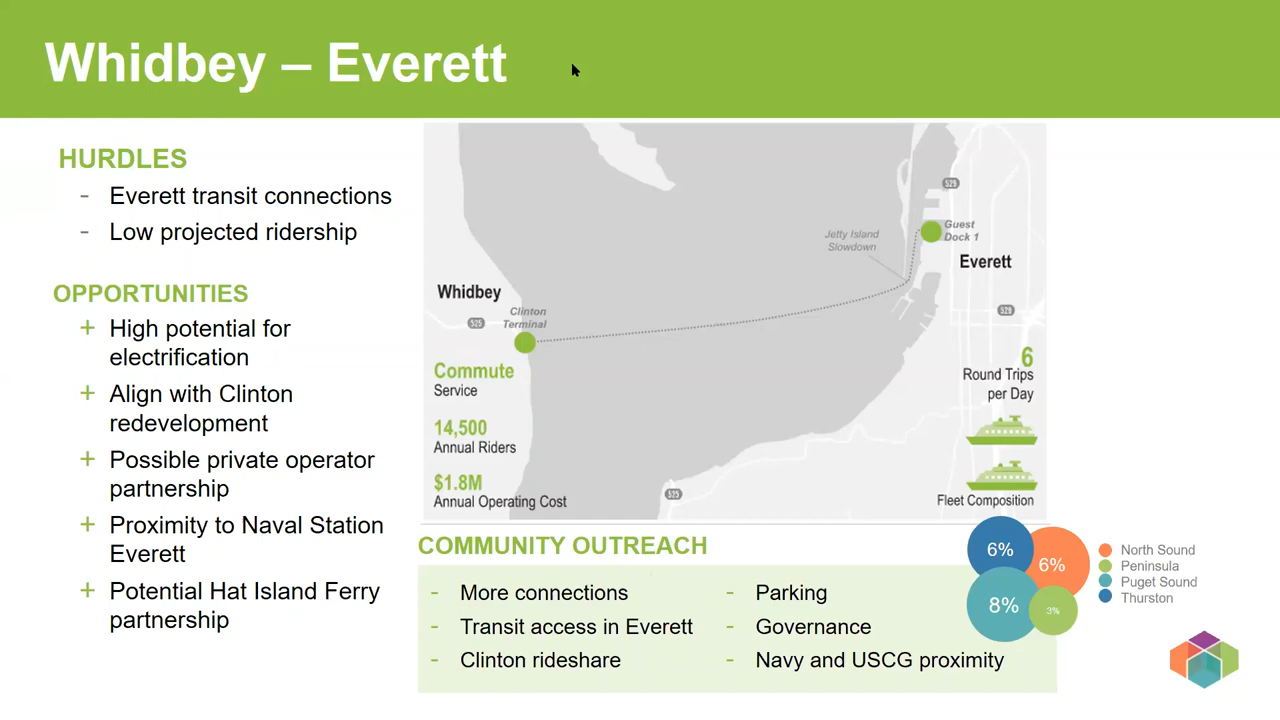 Whidbey – Everett
HURDLES
- Everett transit connections
- Low projected ridership
OPPORTUNITIES
+ High potential for
electrification
+ Align with Clinton
redevelopment
+ Possible private operator
partnership
+ Proximity to Naval Station
Everett
+ Potential Hat Island Ferry
partnership
529
Guest
Dock 1
Jetty Island
Slowdown
Everett
Whidbey
Clinton
Terminal
525
529
Commute
Service
14,500
Annual Riders
$1.8M
Annual Operating Cost
6
Round Trips
per Day
525
Fleet Composition
COMMUNITY OUTREACH
- More connections
- Transit access in Everett
- Clinton rideshare
- Parking
- Governance
- Navy and USCG proximity
6%
6%
8%
3%
North Sound
Peninsula
Puget Sound
Thurston